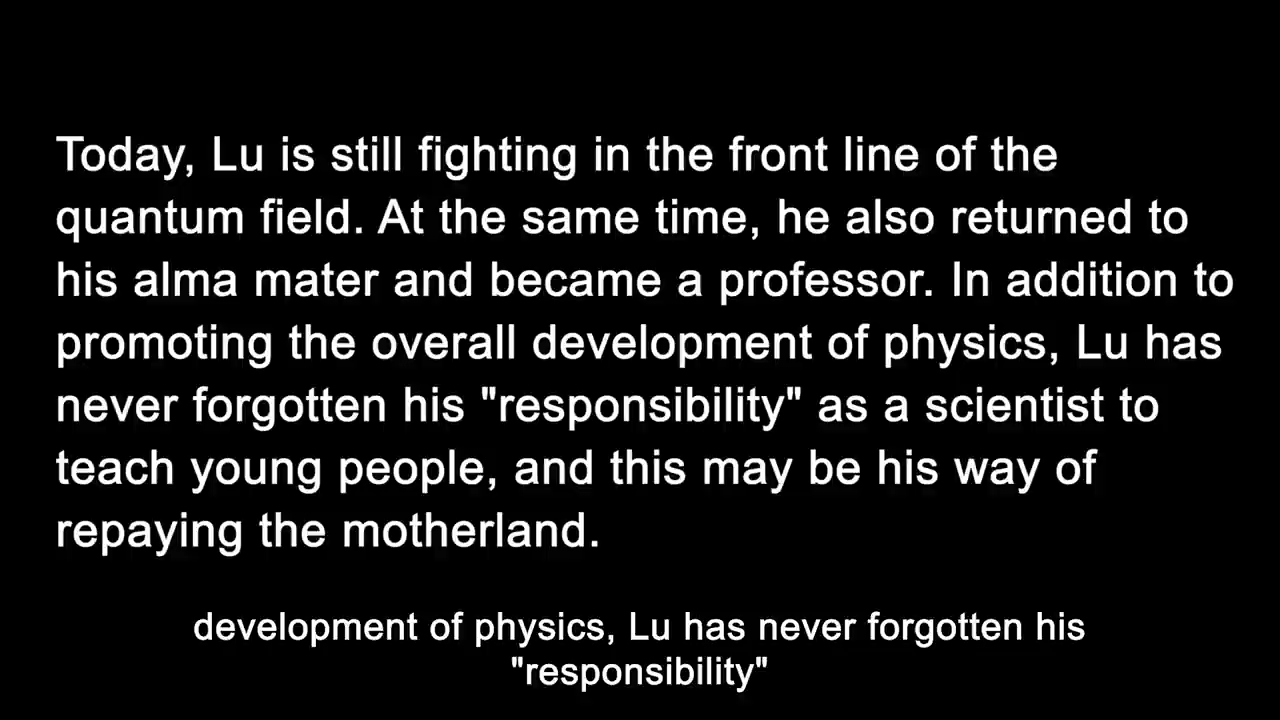 Today, Lu is still fighting in the front line of the
quantum field. At the same time, he also returned to
his alma mater and became a professor. In addition to
promoting the overall development of physics, Lu has
never forgotten his "responsibility" as a scientist to
teach young people, and this may be his way of
repaying the motherland.
development of physics, Lu has never forgotten his
"responsibility"